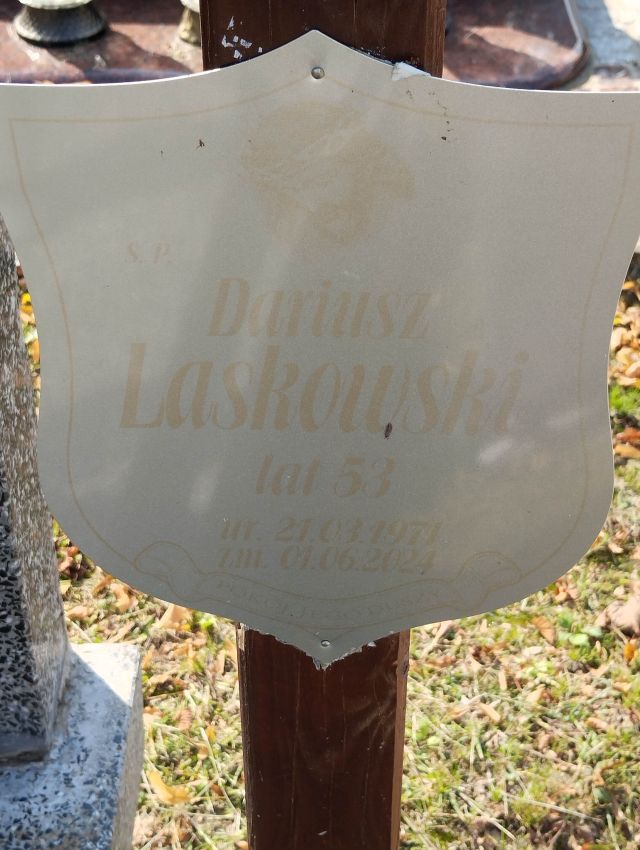 Ś. P.
Dariusz
Laskowski
lat 53
ur. 21.03.1971
zm. 01.06.2024